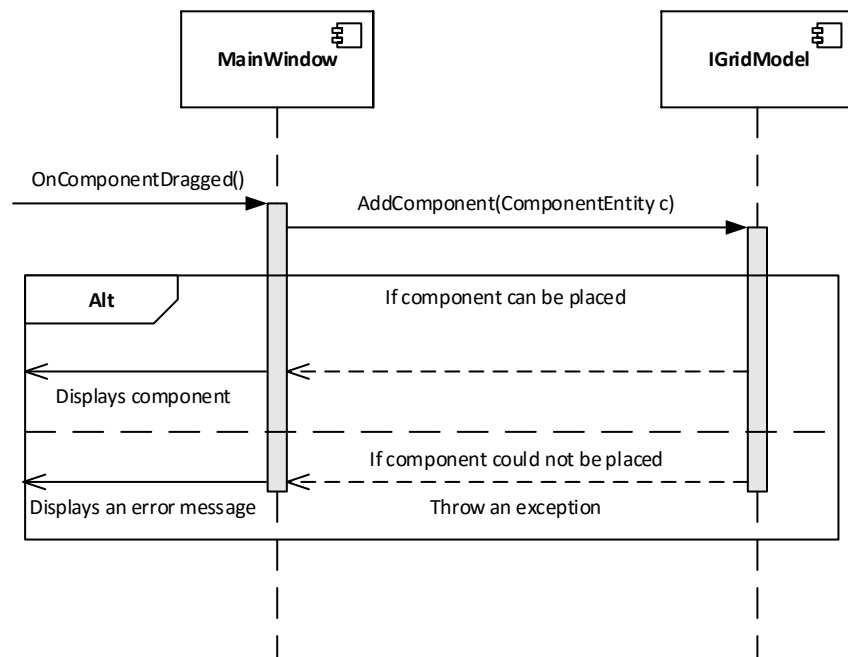 MainWindow
IGridModel
OnComponentDragged()
AddComponent(ComponentEntity c)
Alt
If component can be placed
Displays component
If component could not be placed
Displays an error message
Throw an exception